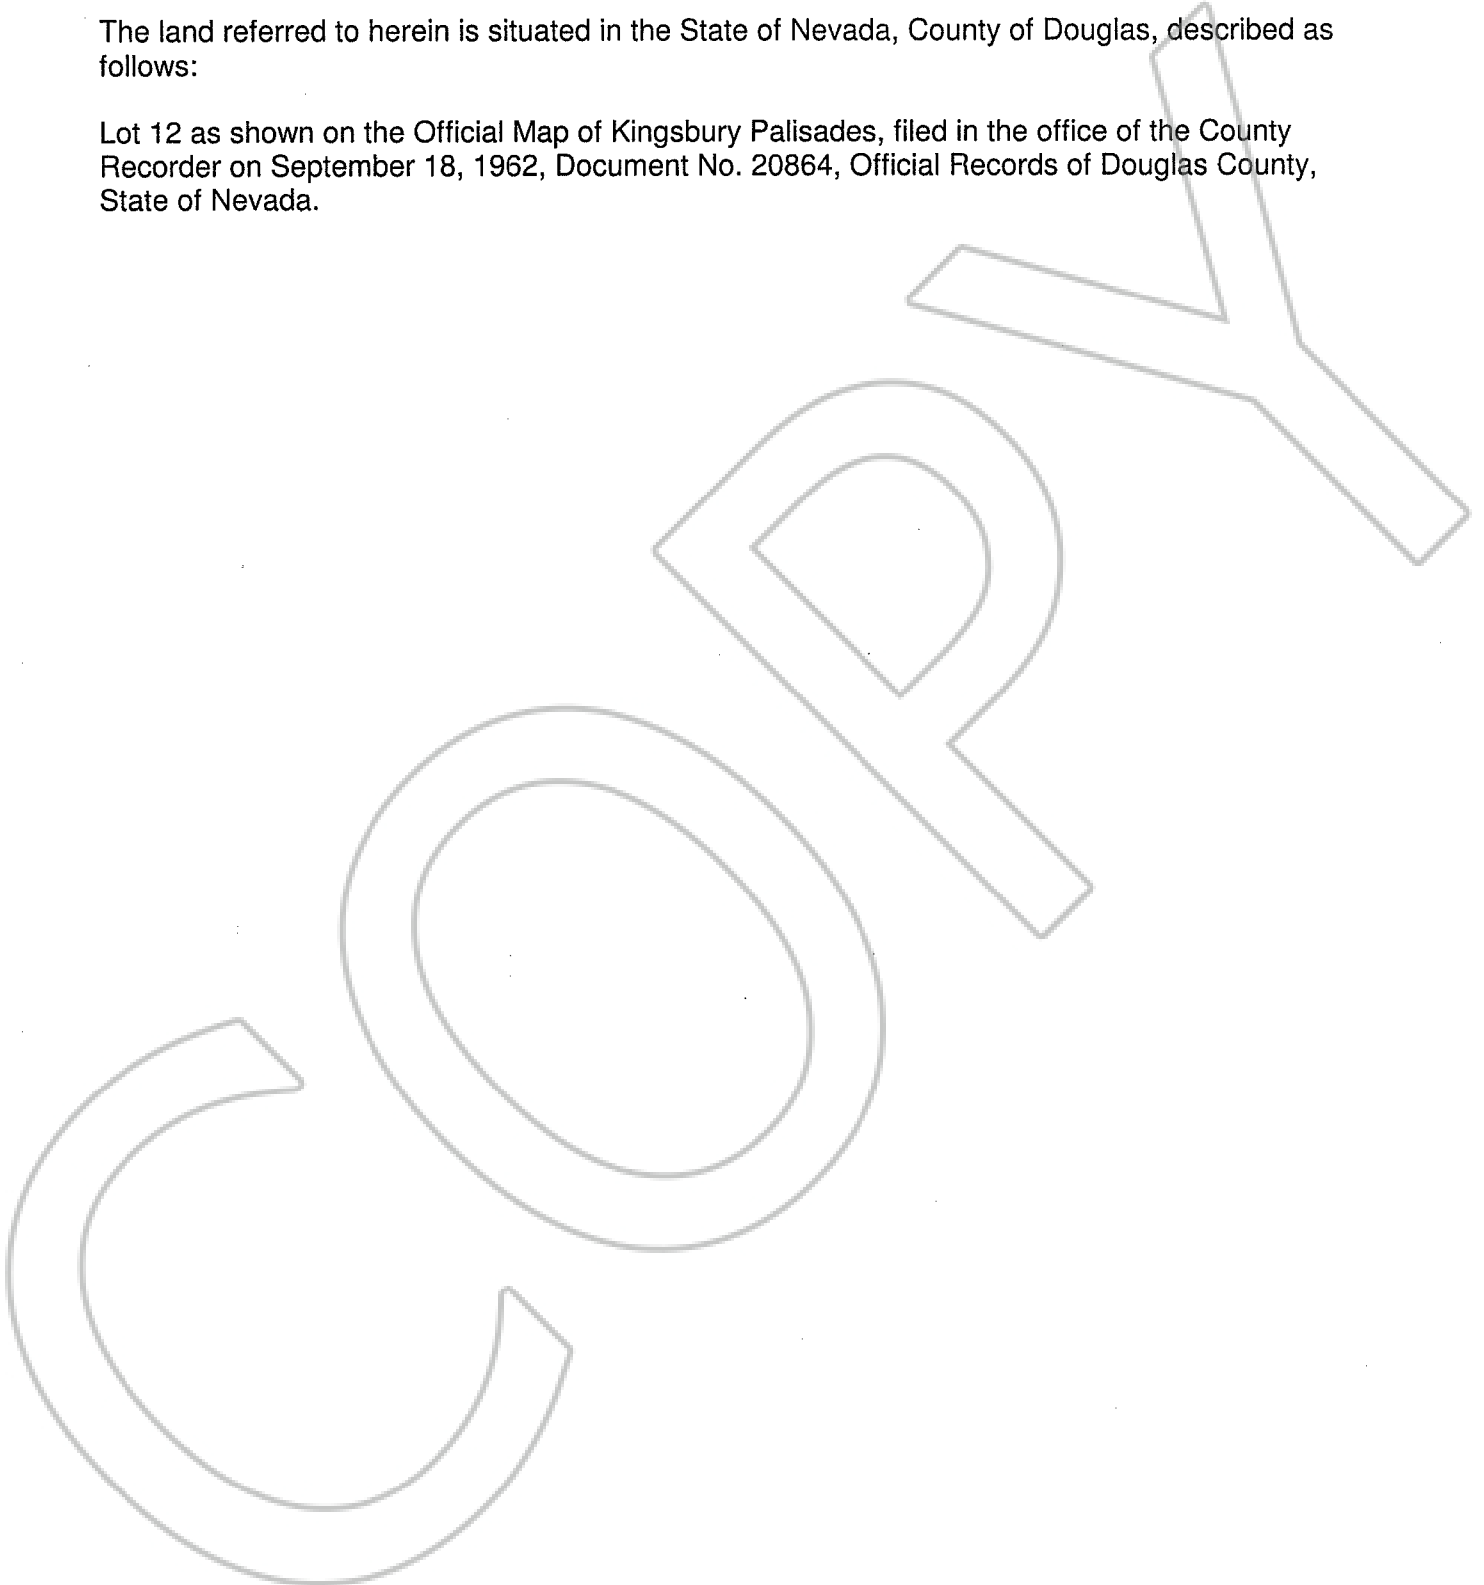 The land referred to herein is situated in the State of Nevada, County of Douglas, described as
follows:
Lot 12 as shown on the Official Map of Kingsbury Palisades, filed in the office of the County
Recorder on September 18, 1962, Document No. 20864, Official Records of Douglas County,
State of Nevada.
COPY